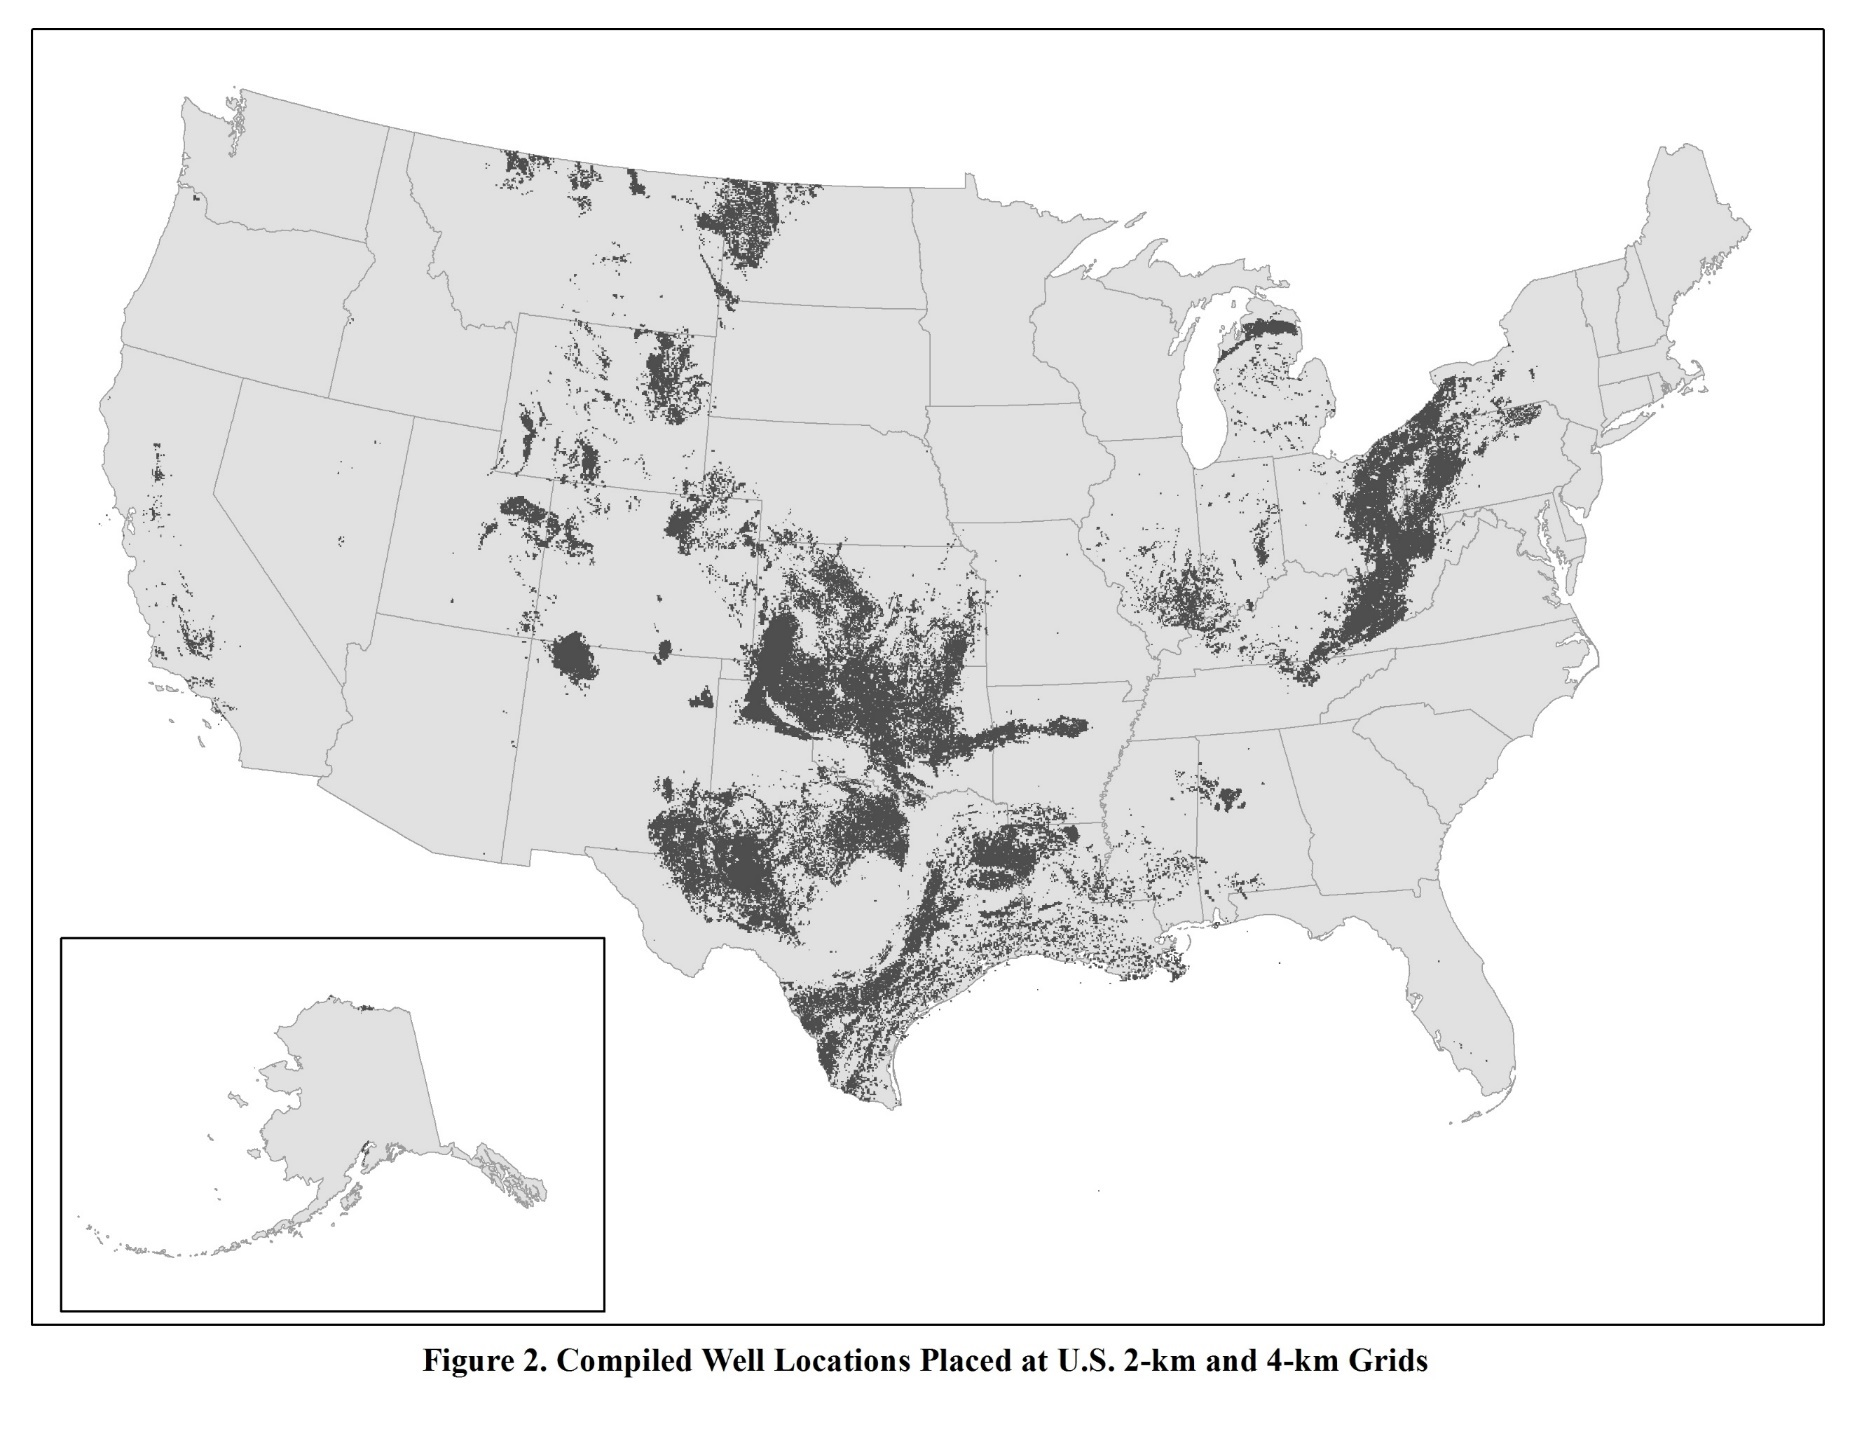 Figure 2. Compiled Well Locations Placed at U.S. 2-km and 4-km Grids